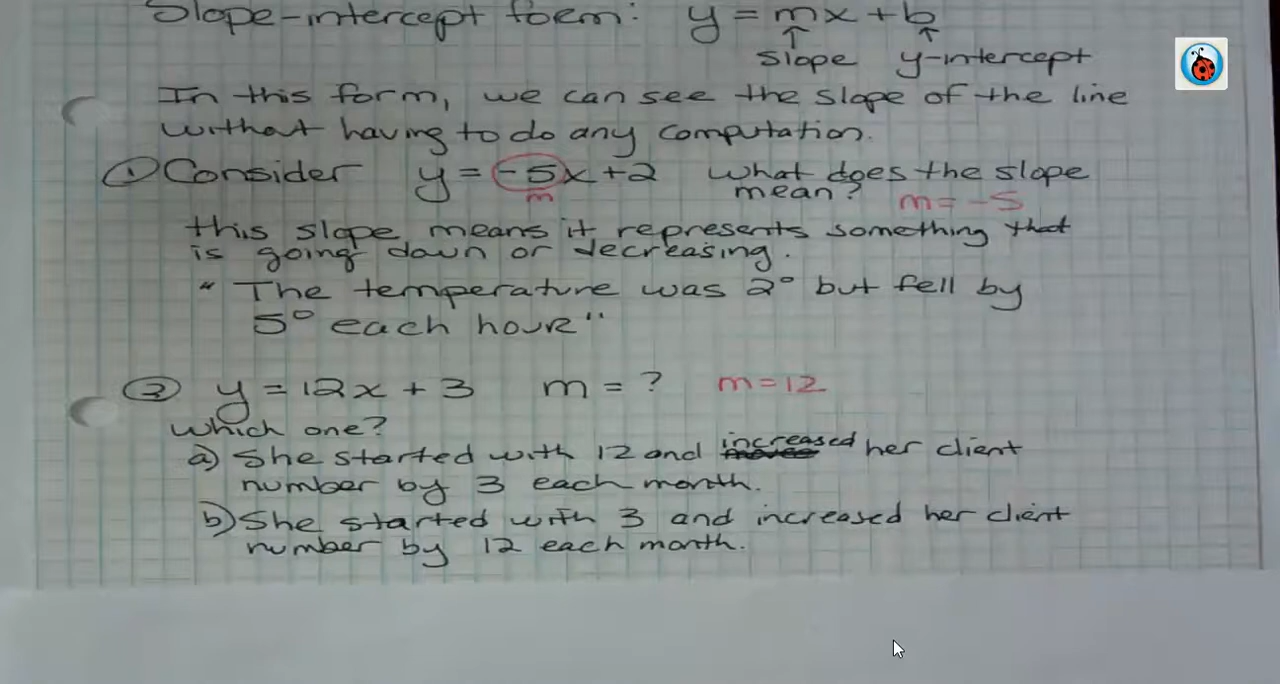 Slope-intercept form: y = mx + b
↑ ↑
slope y-intercept
In this form, we can see the slope of the line
without having to do any computation.
① Consider y = -5x + 2 what does the slope
mean? m = -5
m
this slope means it represents something that
is going down or decreasing.
" The temperature was 2° but fell by
5° each hour"
② y = 12x + 3 m = ? m = 12
Which one?
a) She started with 12 and increased her client
number by 3 each month.
b) She started with 3 and increased her client
number by 12 each month.